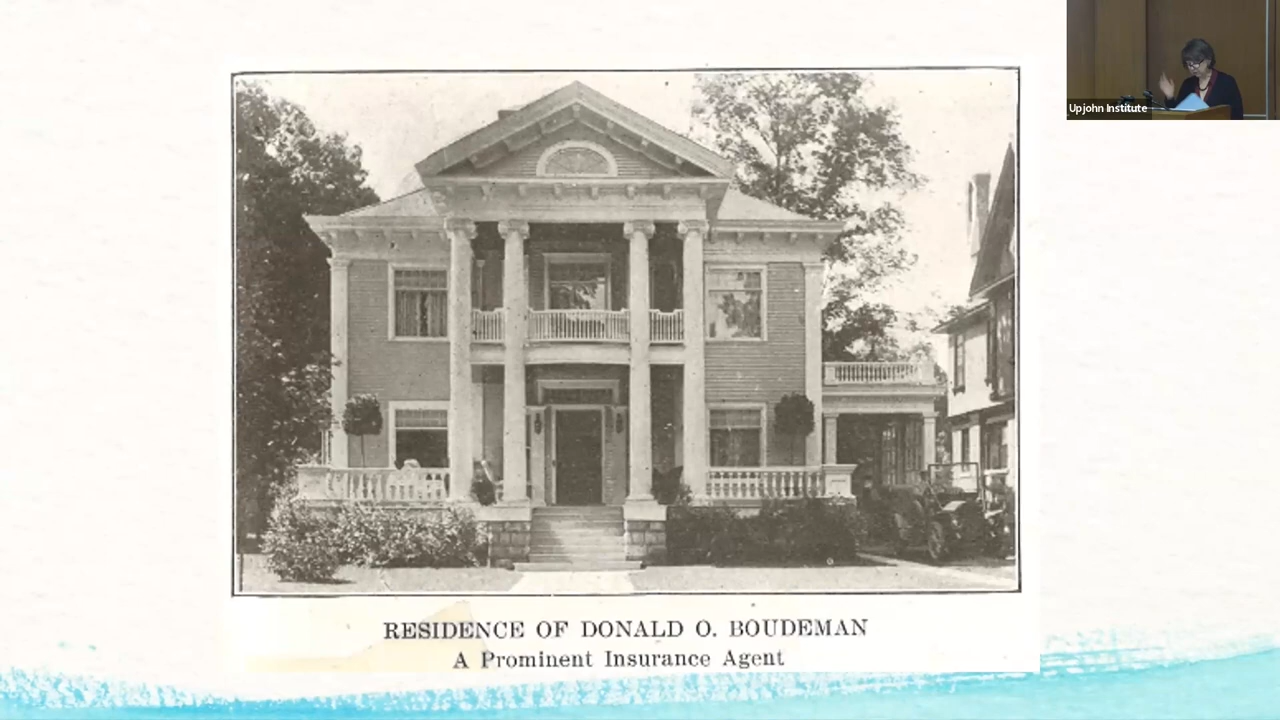 Upjohn Institute
RESIDENCE OF DONALD O. BOUDEMAN
A Prominent Insurance Agent